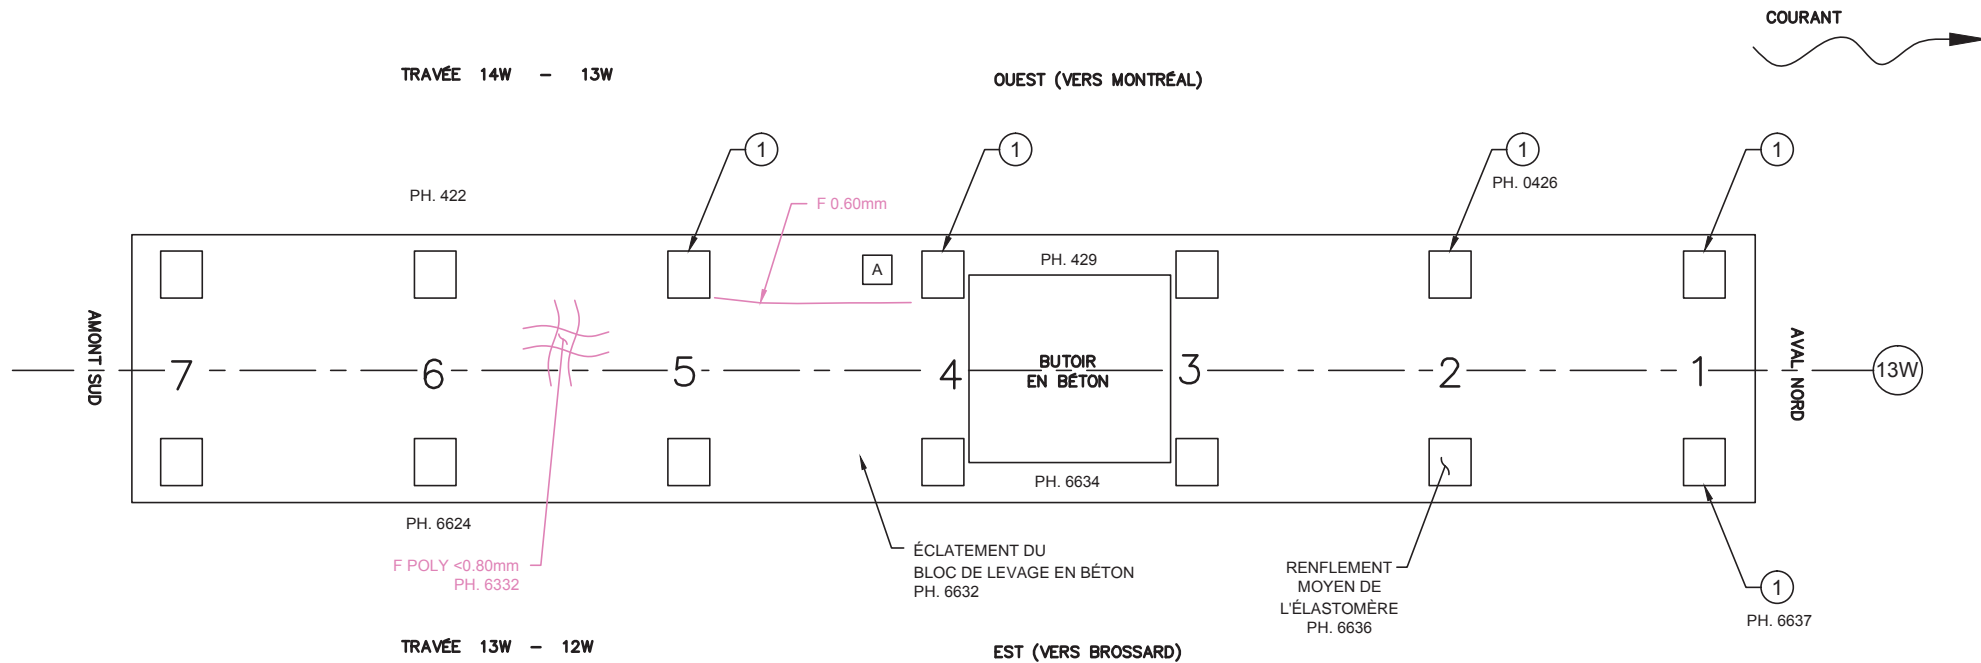 COURANT
TRAVÉE 14W - 13W
OUEST (VERS MONTRÉAL)
1
1
1
1
PH. 0426
PH. 422
F 0.60mm
A
PH. 429
AMONT SUD
7
6
5
4
BUTOIR
EN BÉTON
3
2
1
AVAL NORD
13W
PH. 6634
PH. 6624
F POLY <0.80mm
PH. 6332
ÉCLATEMENT DU
BLOC DE LEVAGE EN BÉTON
PH. 6632
RENFLEMENT
MOYEN DE
L'ÉLASTOMÈRE
PH. 6636
1
PH. 6637
TRAVÉE 13W - 12W
EST (VERS BROSSARD)